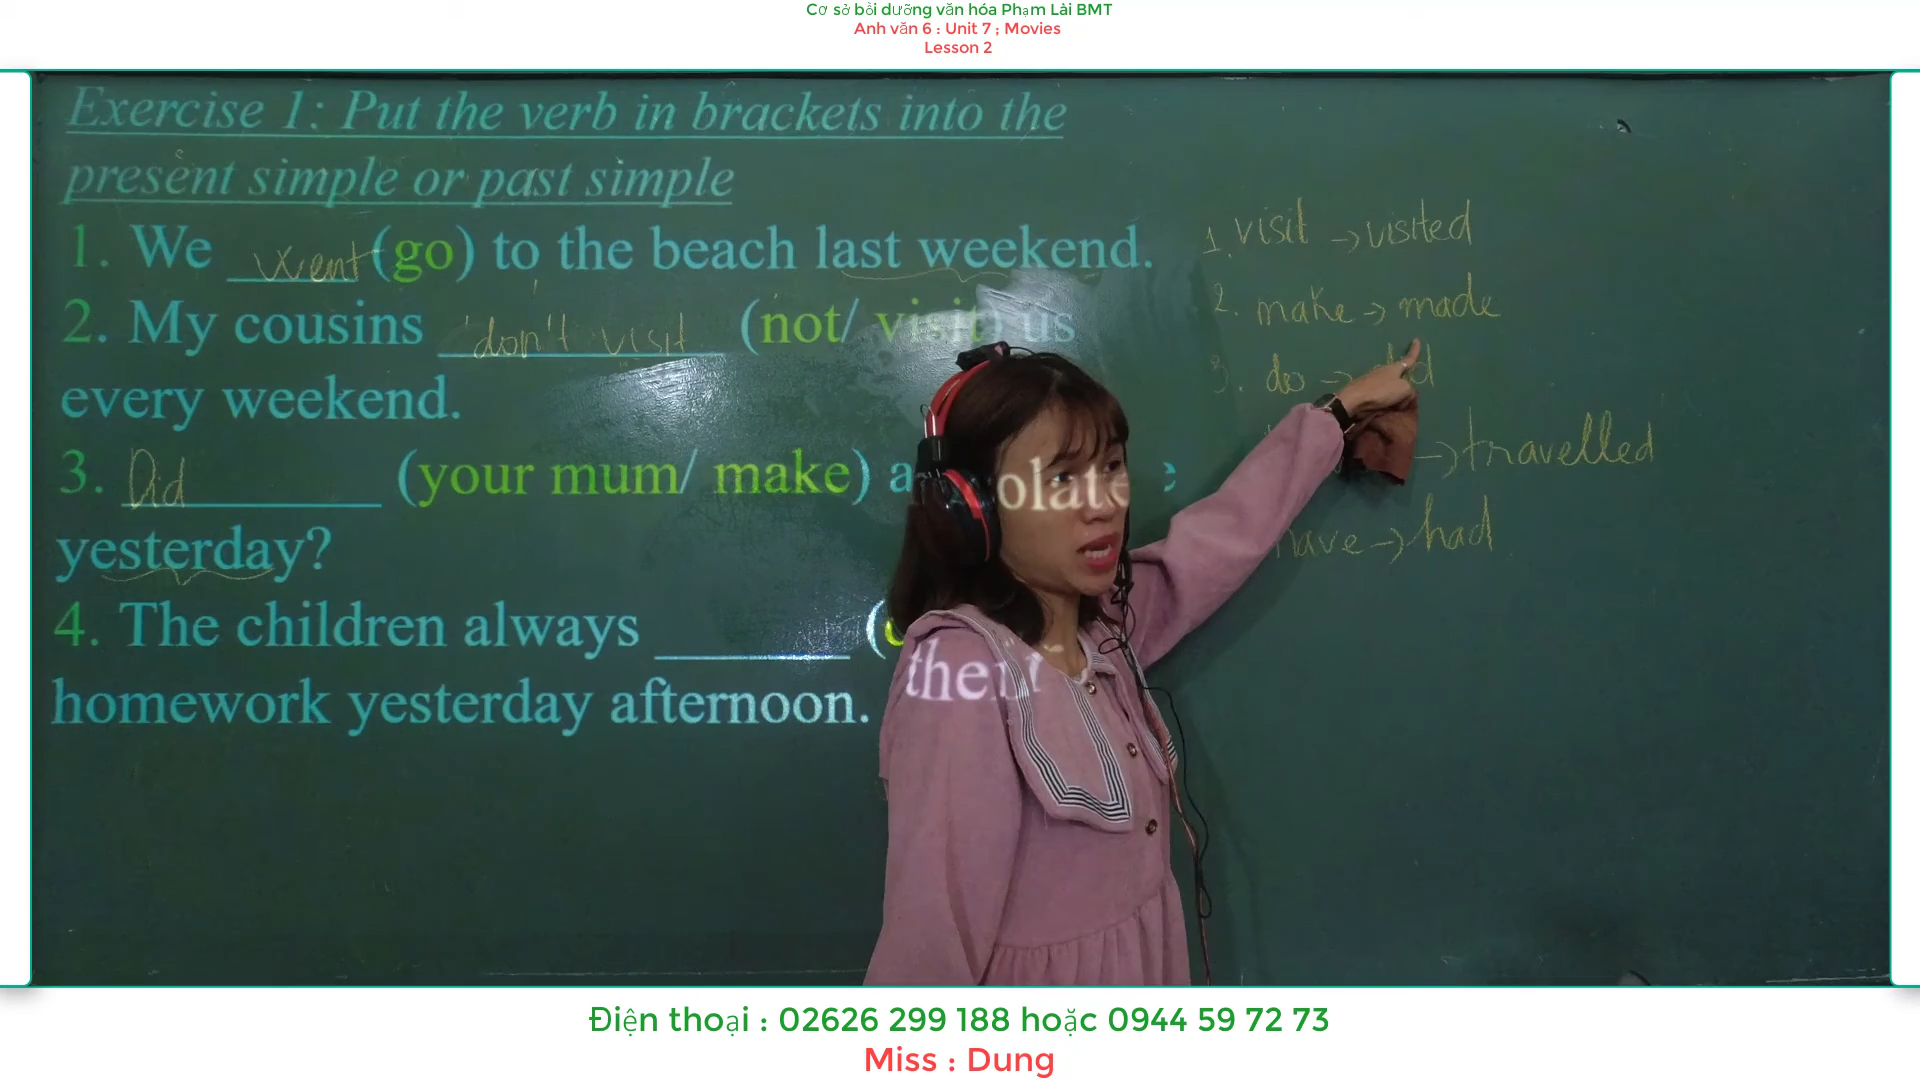 Cơ sở bồi dưỡng văn hóa Phạm Lài BMT
Anh văn 6 : Unit 7 ; Movies
Lesson 2
Exercise 1: Put the verb in brackets into the
present simple or past simple
1. We went (go) to the beach last weekend.
2. My cousins don't visit (not/ visit) us
every weekend.
3. Did (your mum/ make) a
yesterday?
4. The children always ______ (
homework yesterday afternoon.
1. visit → visited
2. make → made
3. do → did
→ travelled
have → had
Điện thoại : 02626 299 188 hoặc 0944 59 72 73
Miss : Dung